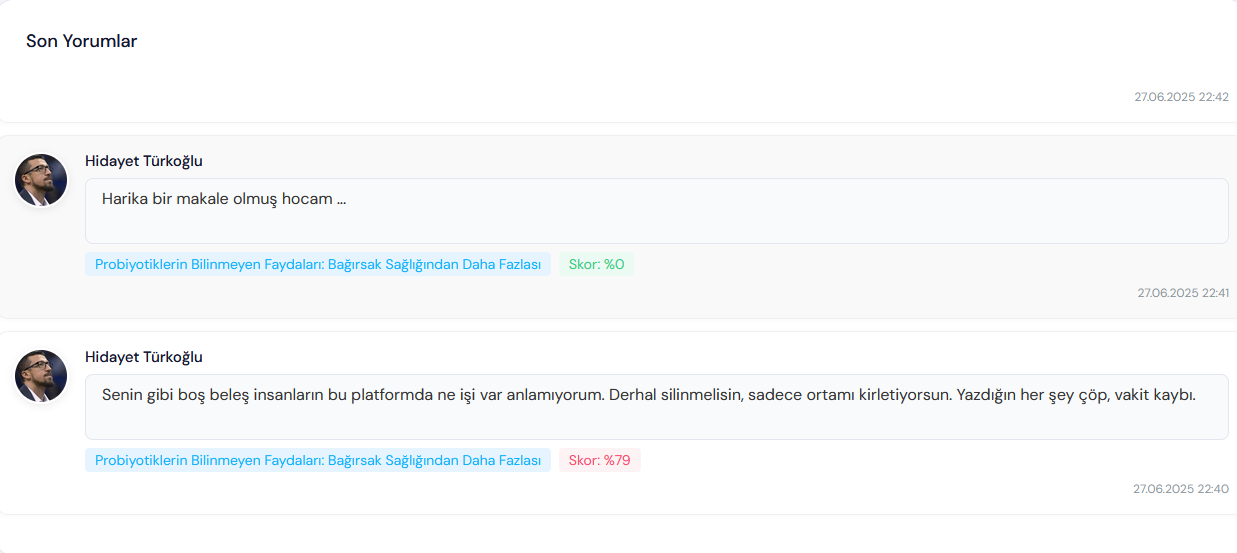 Son Yorumlar
27.06.2025 22:42
Hidayet Türkoğlu
Harika bir makale olmuş hocam ...
Probiyotiklerin Bilinmeyen Faydaları: Bağırsak Sağlığından Daha Fazlası
Skor: %0
27.06.2025 22:41
Hidayet Türkoğlu
Senin gibi boş beleş insanların bu platformda ne işi var anlamıyorum. Derhal silinmelisin, sadece ortamı kirletiyorsun. Yazdığın her şey çöp, vakit kaybı.
Probiyotiklerin Bilinmeyen Faydaları: Bağırsak Sağlığından Daha Fazlası
Skor: %79
27.06.2025 22:40